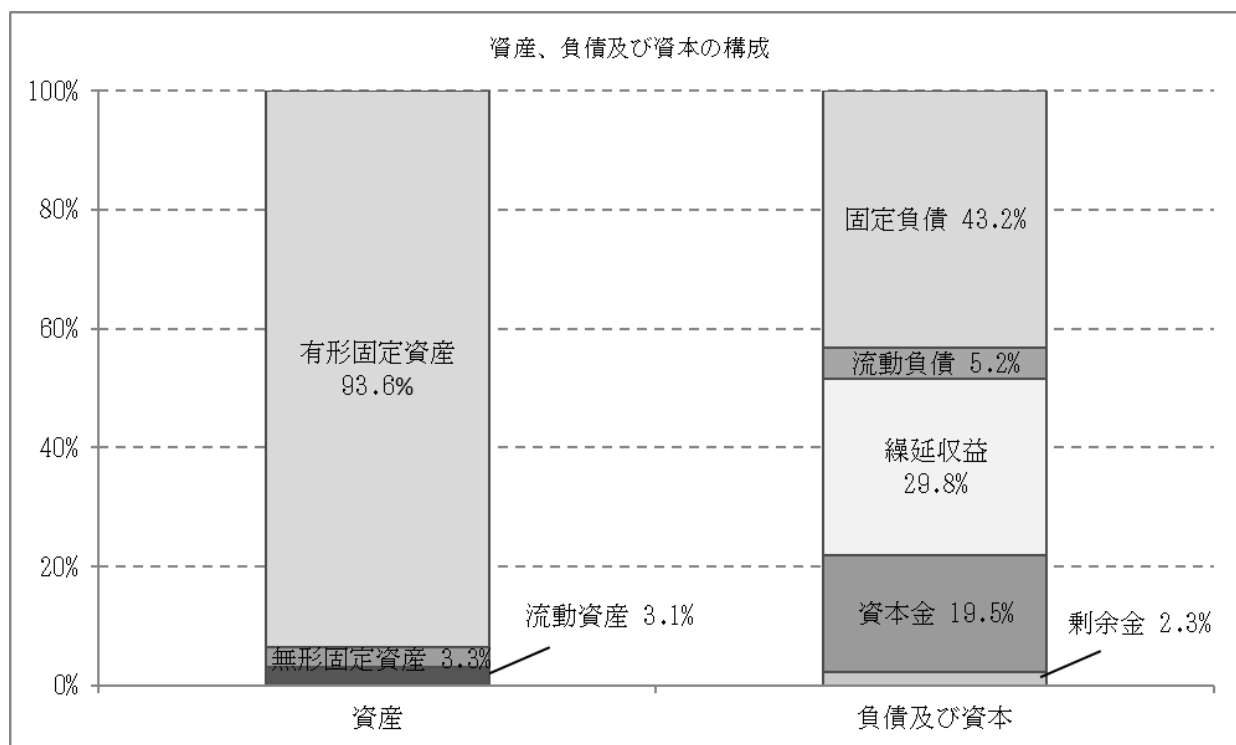 資産、負債及び資本の構成
100%
80%
60%
40%
20%
0%
有形固定資産
93.6%
無形固定資産 3.3%
流動資産 3.1%
固定負債 43.2%
流動負債 5.2%
繰延収益
29.8%
資本金 19.5%
剰余金 2.3%
資産
負債及び資本